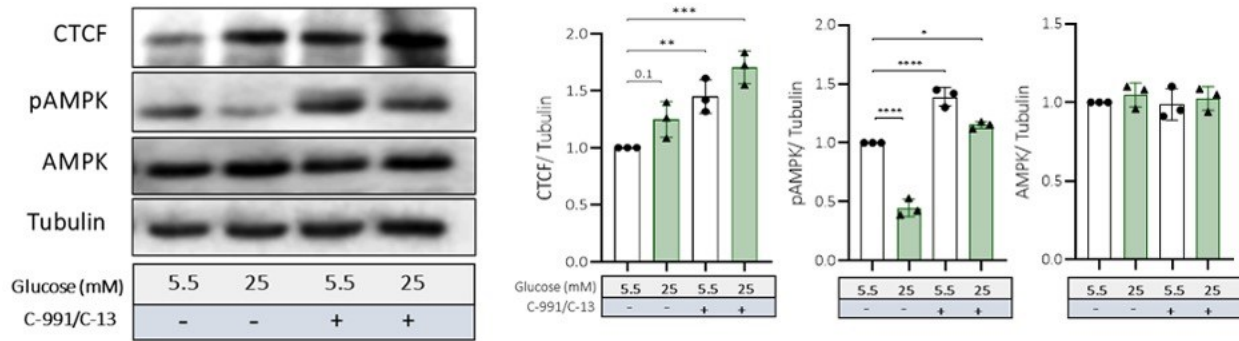 CTCF
pAMPK
AMPK
Tubulin
Glucose (mM) 5.5 25 5.5 25
C-991/C-13 - - + +
CTCF/ Tubulin
2.0
1.5
1.0
0.5
0.0
***
**
0.1
Glucose (mM) 5.5 25 5.5 25
C-991/C-13 - - + +
pAMPK/ Tubulin
2.0
1.5
1.0
0.5
0.0
*
****
****
5.5 25 5.5 25
- - + +
AMPK/ Tubulin
1.5
1.0
0.5
0.0
5.5 25 5.5 25
- - + +